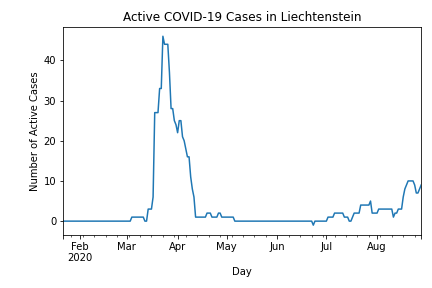 Active COVID-19 Cases in Liechtenstein
Number of Active Cases
40
30
20
10
0
Feb Mar Apr May Jun Jul Aug
2020
Day